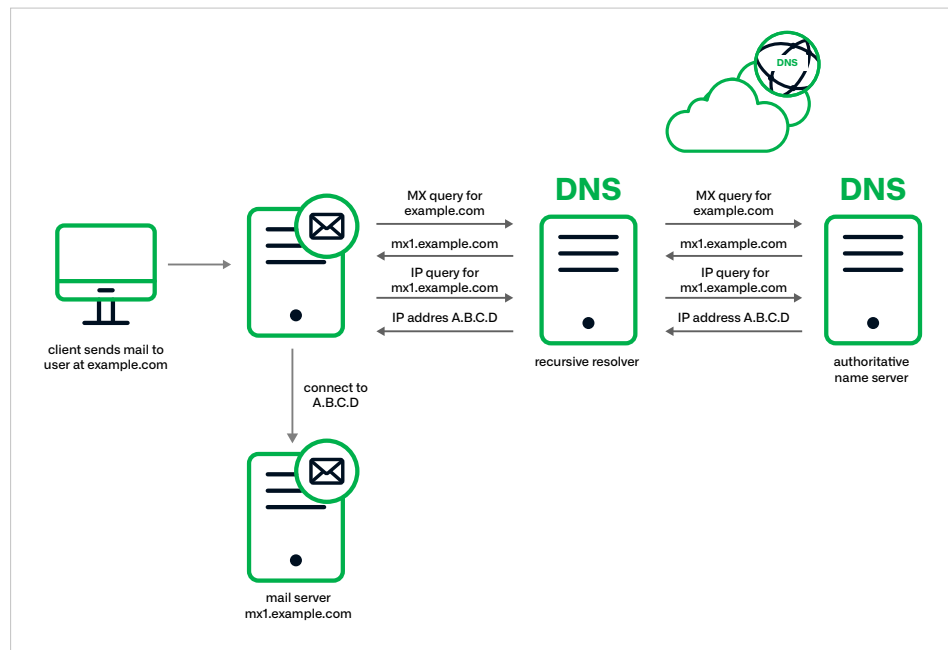 DNS
DNS
DNS
MX query for
example.com
mx1.example.com
IP query for
mx1.example.com
IP addres A.B.C.D
MX query for
example.com
mx1.example.com
IP query for
mx1.example.com
IP address A.B.C.D
client sends mail to
user at example.com
recursive resolver
authoritative
name server
connect to
A.B.C.D
mail server
mx1.example.com